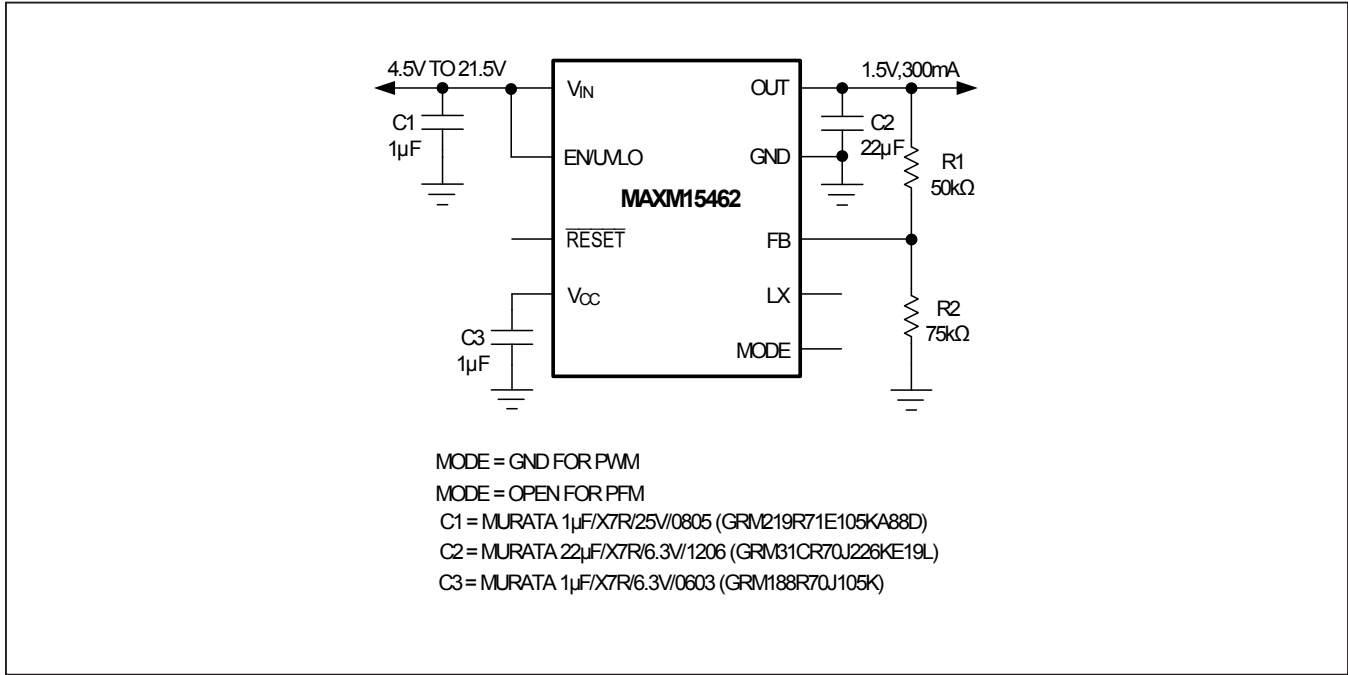 4.5V TO 21.5V
1.5V,300mA
VIN
OUT
C1
1µF
C2
22µF
EN/UVLO
GND
R1
50kΩ
MAXM15462
RESET
FB
VCC
LX
R2
75kΩ
C3
1µF
MODE
MODE = GND FOR PWM
MODE = OPEN FOR PFM
C1 = MURATA 1µF/X7R/25V/0805 (GRM219R71E105KA88D)
C2 = MURATA 22µF/X7R/6.3V/1206 (GRM31CR70J226KE19L)
C3 = MURATA 1µF/X7R/6.3V/0603 (GRM188R70J105K)